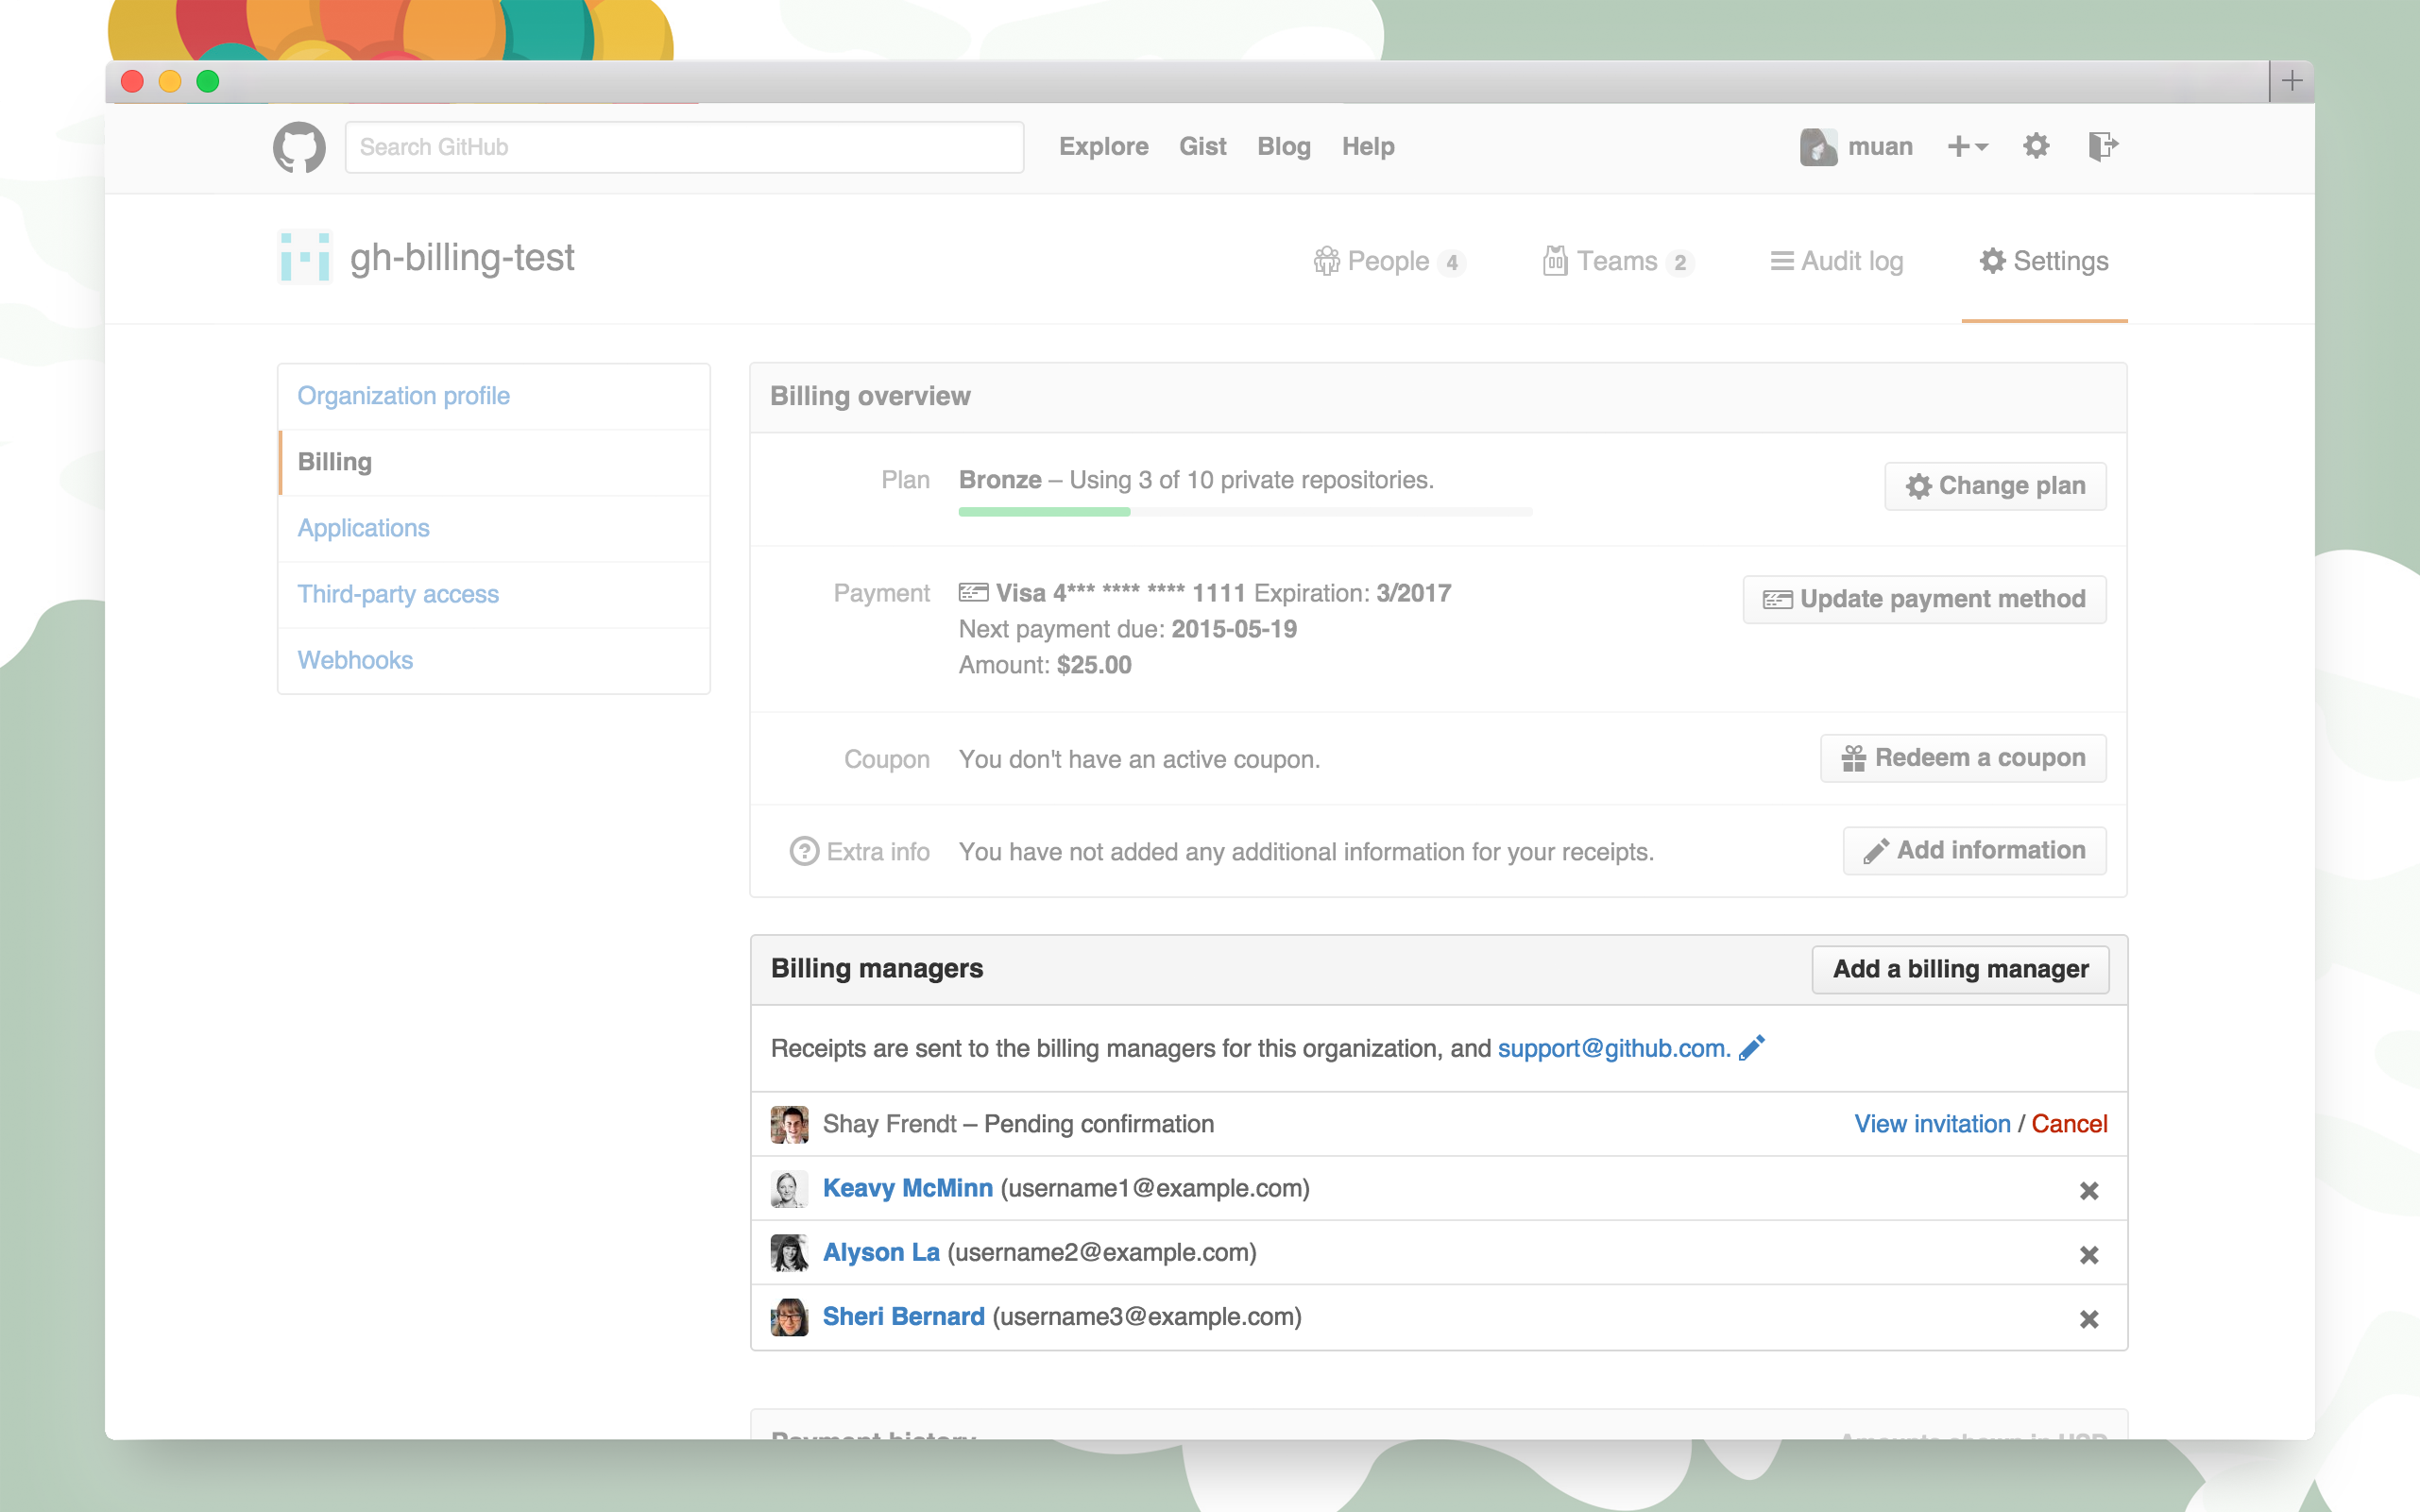 Search GitHub
Explore Gist Blog Help
muan
gh-billing-test
People 4
Teams 2
Audit log
Settings
Organization profile
Billing
Applications
Third-party access
Webhooks
Billing overview
Plan Bronze – Using 3 of 10 private repositories.
Change plan
Payment Visa 4*** **** **** 1111 Expiration: 3/2017
Update payment method
Next payment due: 2015-05-19
Amount: $25.00
Coupon You don't have an active coupon.
Redeem a coupon
Extra info You have not added any additional information for your receipts.
Add information
Billing managers
Add a billing manager
Receipts are sent to the billing managers for this organization, and support@github.com.
Shay Frendt – Pending confirmation
View invitation / Cancel
Keavy McMinn (username1@example.com)
Alyson La (username2@example.com)
Sheri Bernard (username3@example.com)
Payment history
Amounts shown in USD